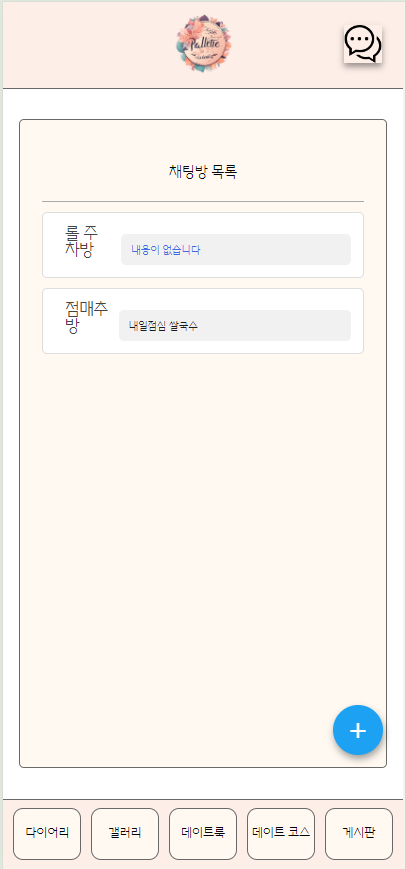 Pallette
채팅방 목록
롤 주
차방
내용이 없습니다
점매추
방
내일점심 쌀국수
+
다이어리
갤러리
데이트룩
데이트 코스
게시판